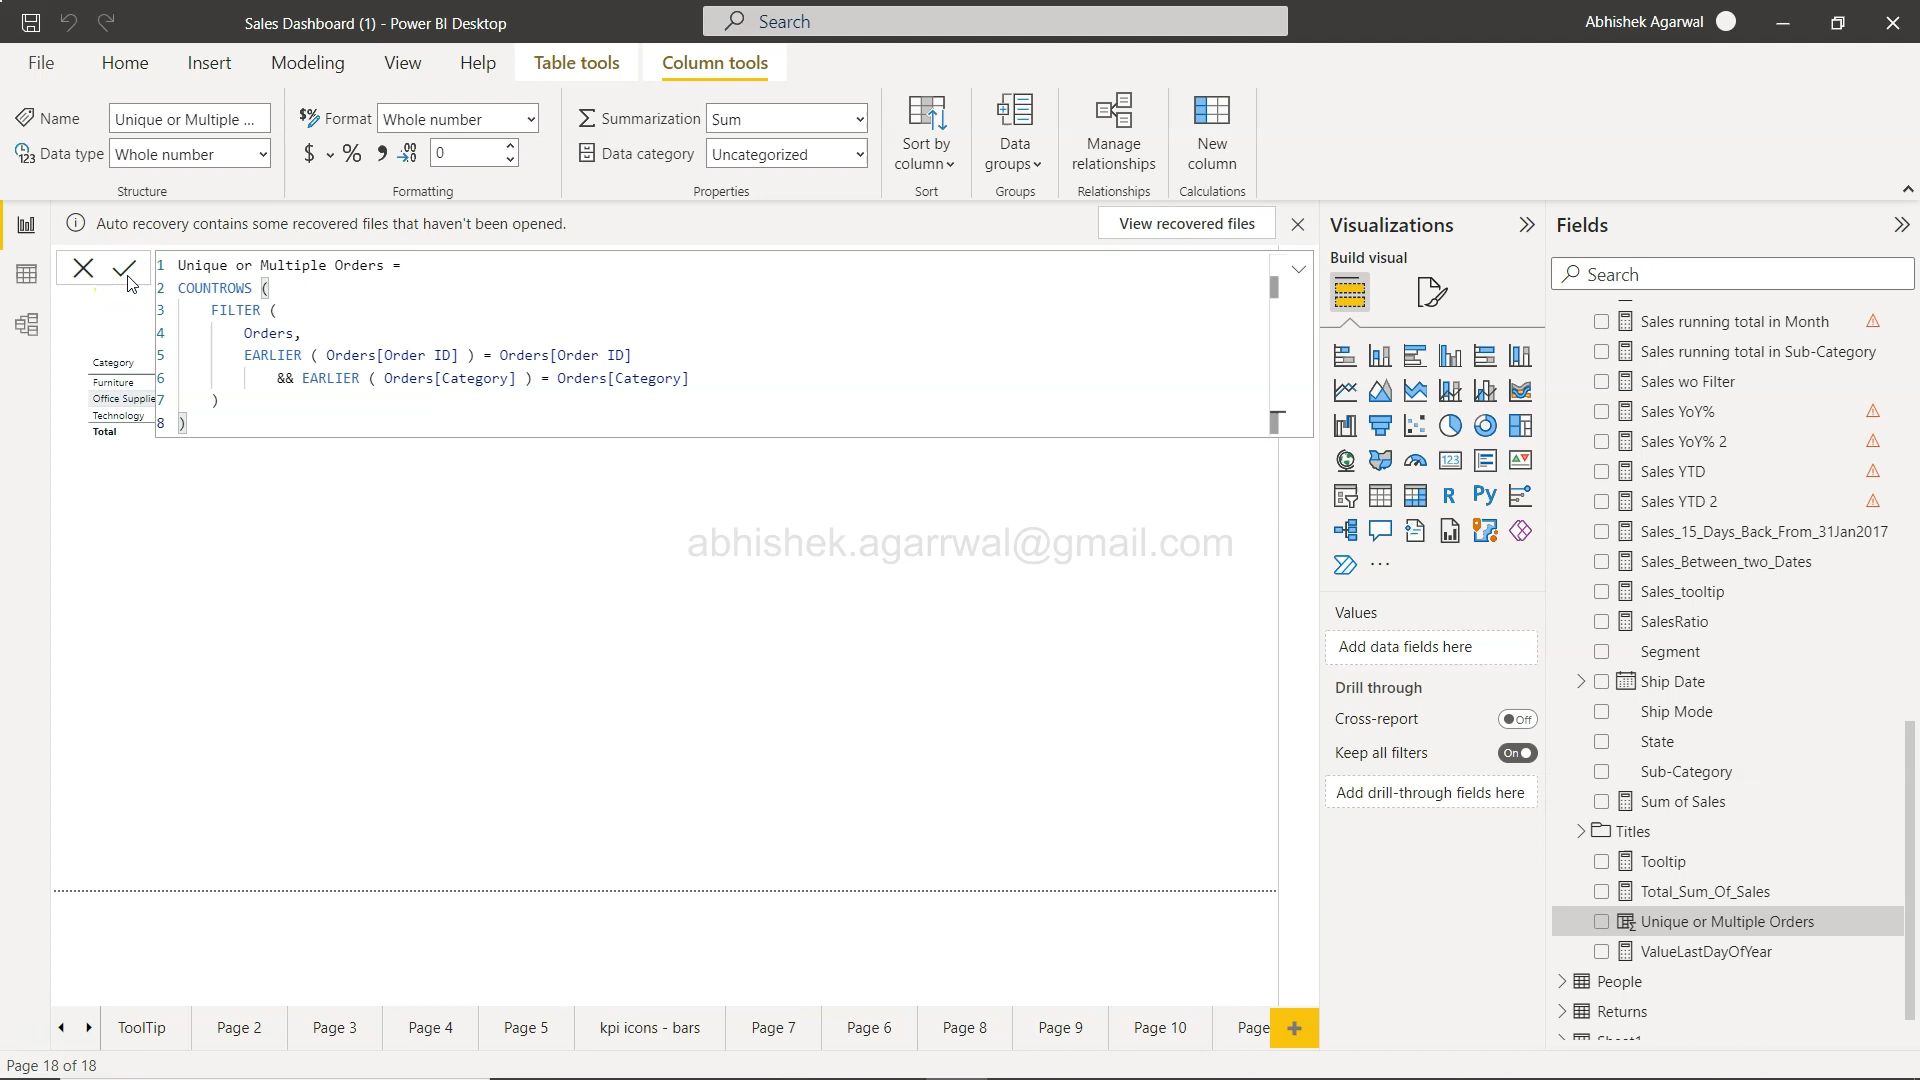 Sales Dashboard (1) - Power BI Desktop
Search
Abhishek Agarwal
File Home Insert Modeling View Help Table tools Column tools
Name Unique or Multiple ...
Data type Whole number
Structure
Format Whole number
$ % 0
Formatting
Summarization Sum
Data category Uncategorized
Properties
Sort by
column
Sort
Data
groups
Groups
Manage
relationships
Relationships
New
column
Calculations
Auto recovery contains some recovered files that haven't been opened.
View recovered files
1 Unique or Multiple Orders =
2 COUNTROWS (
3 FILTER (
4 Orders,
5 EARLIER ( Orders[Order ID] ) = Orders[Order ID]
6 && EARLIER ( Orders[Category] ) = Orders[Category]
7 )
8 )
Category
Furniture
Office Supplie
Technology
Total
abhishek.agarrwal@gmail.com
Visualizations
Build visual
123
R
Py
...
Values
Add data fields here
Drill through
Cross-report Off
Keep all filters On
Add drill-through fields here
Fields
Search
Sales running total in Month
Sales running total in Sub-Category
Sales wo Filter
Sales YoY%
Sales YoY% 2
Sales YTD
Sales YTD 2
Sales_15_Days_Back_From_31Jan2017
Sales_Between_two_Dates
Sales_tooltip
SalesRatio
Segment
Ship Date
Ship Mode
State
Sub-Category
Sum of Sales
Titles
Tooltip
Total_Sum_Of_Sales
Unique or Multiple Orders
ValueLastDayOfYear
People
Returns
Sheet1
ToolTip Page 2 Page 3 Page 4 Page 5 kpi icons - bars Page 7 Page 6 Page 8 Page 9 Page 10 Page
Page 18 of 18